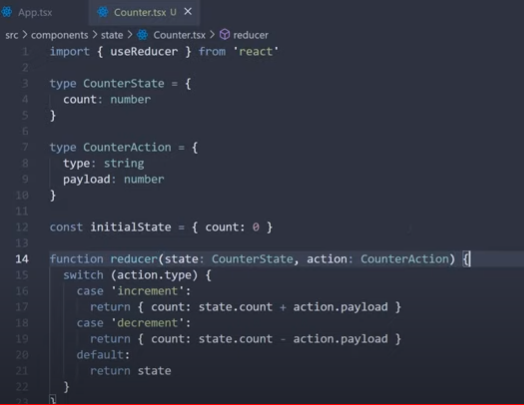 App.tsx
Counter.tsx U ×
src > components > state > Counter.tsx > reducer
1 import { useReducer } from 'react'
2
3 type CounterState = {
4 count: number
5 }
6
7 type CounterAction = {
8 type: string
9 payload: number
10 }
11
12 const initialState = { count: 0 }
13
14 function reducer(state: CounterState, action: CounterAction) {
15 switch (action.type) {
16 case 'increment':
17 return { count: state.count + action.payload }
18 case 'decrement':
19 return { count: state.count - action.payload }
20 default:
21 return state
22 }
23 }